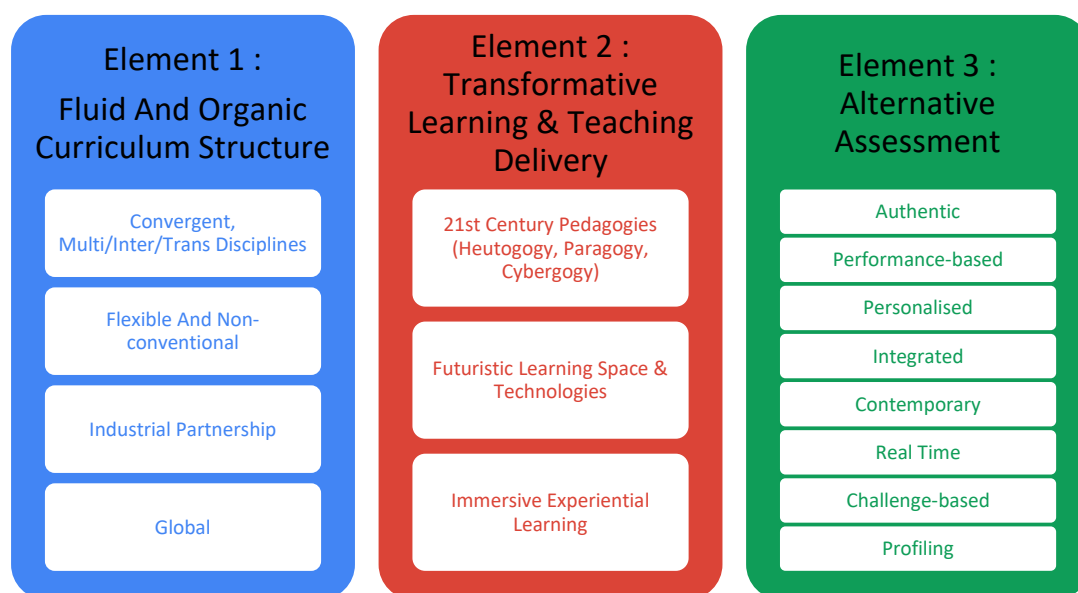 Element 1 :
Fluid And Organic
Curriculum Structure
Convergent,
Multi/Inter/Trans Disciplines
Flexible And Non-
conventional
Industrial Partnership
Global
Element 2 :
Transformative
Learning & Teaching
Delivery
21st Century Pedagogies
(Heutogogy, Paragogy,
Cybergogy)
Futuristic Learning Space &
Technologies
Immersive Experiential
Learning
Element 3 :
Alternative
Assessment
Authentic
Performance-based
Personalised
Integrated
Contemporary
Real Time
Challenge-based
Profiling